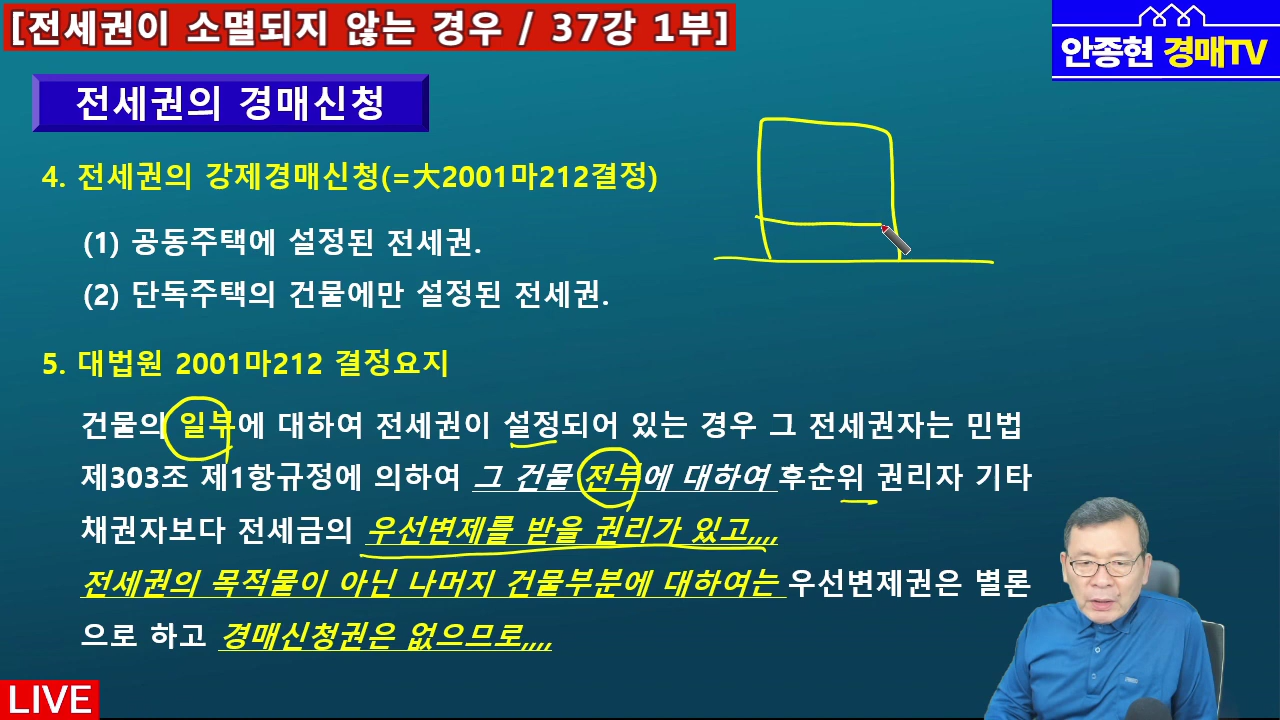 [전세권이 소멸되지 않는 경우 / 37강 1부]
안종현 경매TV
전세권의 경매신청
4. 전세권의 강제경매신청(=大2001마212결정)
(1) 공동주택에 설정된 전세권.
(2) 단독주택의 건물에만 설정된 전세권.
5. 대법원 2001마212 결정요지
건물의 일부에 대하여 전세권이 설정되어 있는 경우 그 전세권자는 민법
제303조 제1항규정에 의하여 그 건물 전부에 대하여 후순위 권리자 기타
채권자보다 전세금의 우선변제를 받을 권리가 있고,,,,
전세권의 목적물이 아닌 나머지 건물부분에 대하여는 우선변제권은 별론
으로 하고 경매신청권은 없으므로,,,,
LIVE